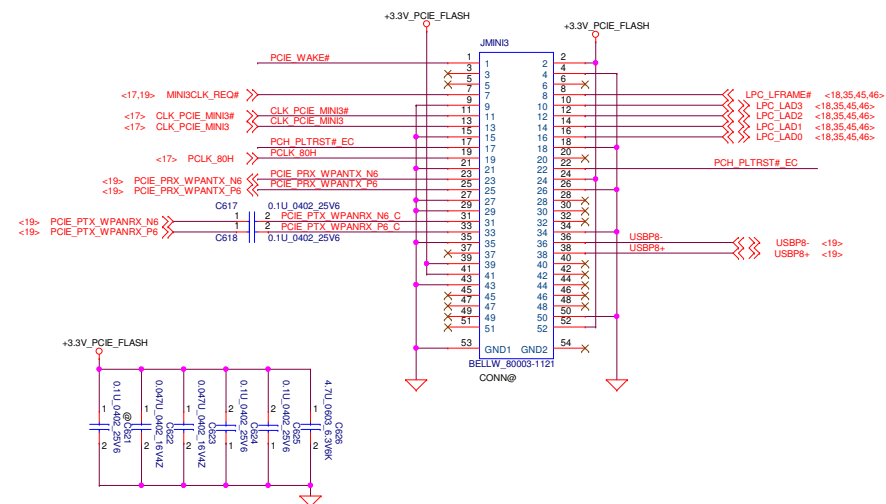 +3.3V_PCIE_FLASH
+3.3V_PCIE_FLASH
JMINI3
PCIE_WAKE# 1 1 2 2
3 3 4 4
5 5 6 6
<17,19> MINI3CLK_REQ# 7 7 8 8 LPC_LFRAME# <18,35,45,46>
9 9 10 10 LPC_LAD3 <18,35,45,46>
<17> CLK_PCIE_MINI3# CLK_PCIE_MINI3# 11 11 12 12 LPC_LAD2 <18,35,45,46>
<17> CLK_PCIE_MINI3 CLK_PCIE_MINI3 13 13 14 14 LPC_LAD1 <18,35,45,46>
15 15 16 16 LPC_LAD0 <18,35,45,46>
PCH_PLTRST#_EC 17 17 18 18
<17> PCLK_80H PCLK_80H 19 19 20 20
21 21 22 22 PCH_PLTRST#_EC
<19> PCIE_PRX_WPANTX_N6 PCIE_PRX_WPANTX_N6 23 23 24 24
<19> PCIE_PRX_WPANTX_P6 PCIE_PRX_WPANTX_P6 25 25 26 26
27 27 28 28
C617 0.1U_0402_25V6 29 29 30 30
<19> PCIE_PTX_WPANRX_N6 1 2 PCIE_PTX_WPANRX_N6_C 31 31 32 32
<19> PCIE_PTX_WPANRX_P6 1 2 PCIE_PTX_WPANRX_P6_C 33 33 34 34
C618 0.1U_0402_25V6 35 35 36 36 USBP8- USBP8- <19>
37 37 38 38 USBP8+ USBP8+ <19>
39 39 40 40
41 41 42 42
43 43 44 44
45 45 46 46
47 47 48 48
49 49 50 50
51 51 52 52
53 GND1 GND2 54
BELLW_80003-1121
CONN@
+3.3V_PCIE_FLASH
0.1U_0402_25V6
@C621
1
2
0.047U_0402_16V4Z
C622
1
2
0.047U_0402_16V4Z
C623
1
2
0.1U_0402_25V6
C624
2
1
0.1U_0402_25V6
C625
2
1
4.7U_0603_6.3V6K
C626
1
2